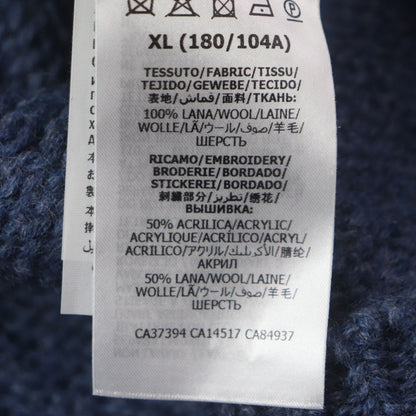 XL (180/104A)
TESSUTO/FABRIC/TISSU/
TEJIDO/GEWEBE/TECIDO/
表地/قماش/面料/ТКАНЬ:
100% LANA/WOOL/LAINE/
WOLLE/LÃ/ウール/صوف/羊毛/
ШЕРСТЬ
RICAMO/EMBROIDERY/
BRODERIE/BORDADO/
STICKEREI/BORDADO/
刺繍部分/تطريز/绣花/
ВЫШИВКА:
50% ACRILICA/ACRYLIC/
ACRYLIQUE/ACRÍLICO/ACRYL/
ACRILICO/アクリル/الأكريليك/腈纶/
АКРИЛ
50% LANA/WOOL/LAINE/
WOLLE/LÃ/ウール/صوف/羊毛/
ШЕРСТЬ
CA37394 CA14517 CA84937